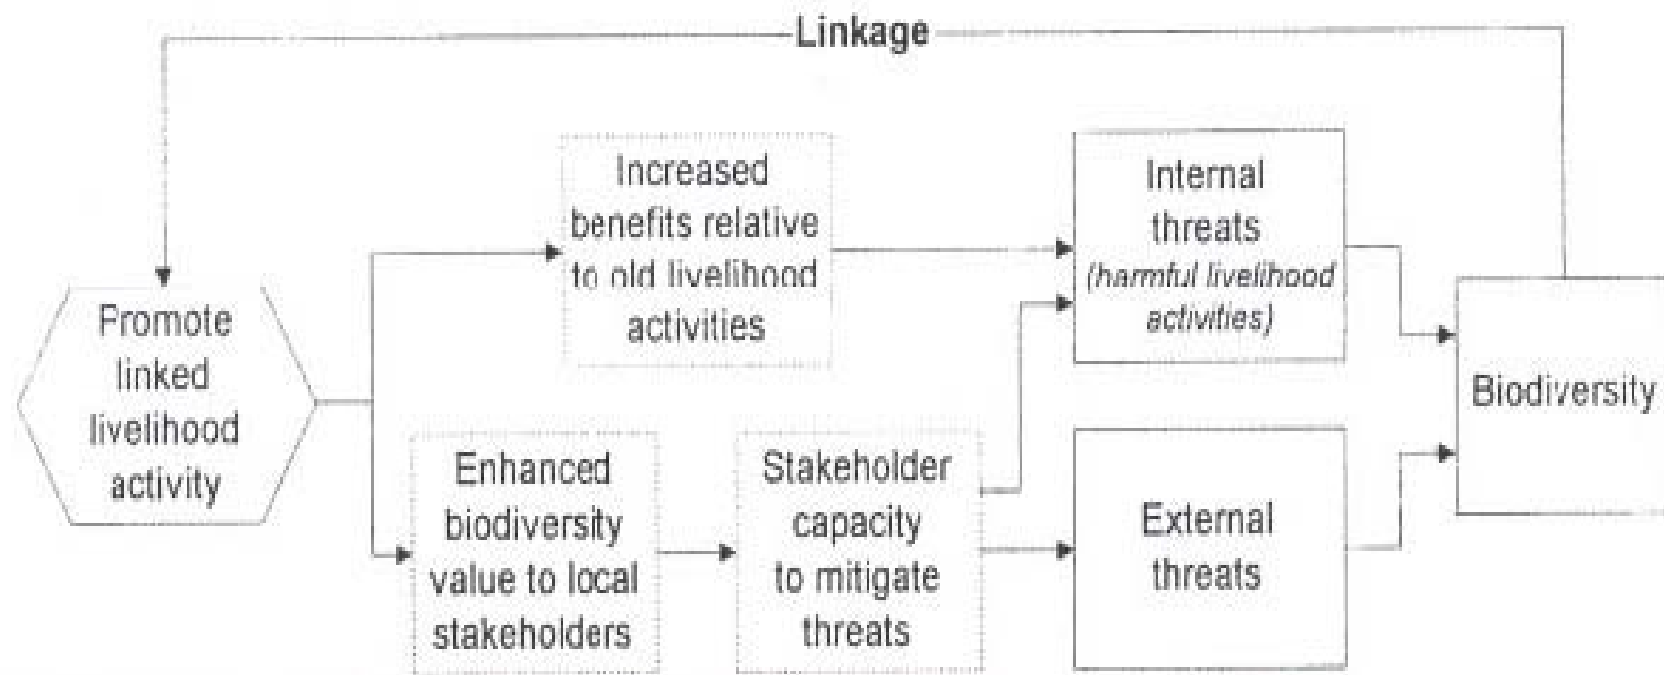 Linkage
Increased
benefits relative
to old livelihood
activities
Internal
threats
(harmful livelihood
activities)
Promote
linked
livelihood
activity
Biodiversity
Enhanced
biodiversity
value to local
stakeholders
Stakeholder
capacity
to mitigate
threats
External
threats